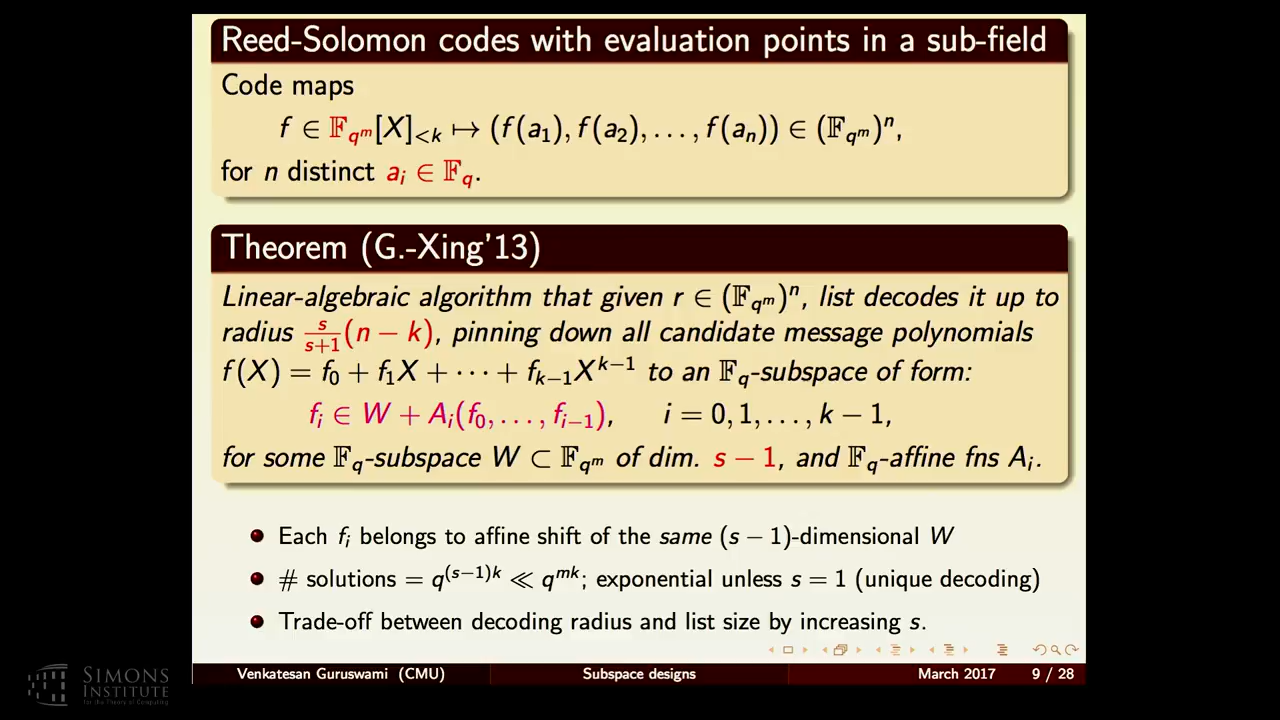 Reed-Solomon codes with evaluation points in a sub-field
Code maps
f ∈ 𝔽_{q^m}[X]_{<k} ↦ (f(a_1), f(a_2), . . . , f(a_n)) ∈ (𝔽_{q^m})^n,
for n distinct a_i ∈ 𝔽_q.
Theorem (G.-Xing'13)
Linear-algebraic algorithm that given r ∈ (𝔽_{q^m})^n, list decodes it up to
radius \frac{s}{s+1}(n − k), pinning down all candidate message polynomials
f(X) = f_0 + f_1X + · · · + f_{k−1}X^{k−1} to an 𝔽_q-subspace of form:
f_i ∈ W + A_i(f_0, . . . , f_{i−1}), i = 0, 1, . . . , k − 1,
for some 𝔽_q-subspace W ⊂ 𝔽_{q^m} of dim. s − 1, and 𝔽_q-affine fns A_i.
Each f_i belongs to affine shift of the same (s − 1)-dimensional W
# solutions = q^{(s−1)k} ≪ q^{mk}; exponential unless s = 1 (unique decoding)
Trade-off between decoding radius and list size by increasing s.
Venkatesan Guruswami (CMU) Subspace designs March 2017 9 / 28
SIMONS
INSTITUTE
for the Theory of Computing